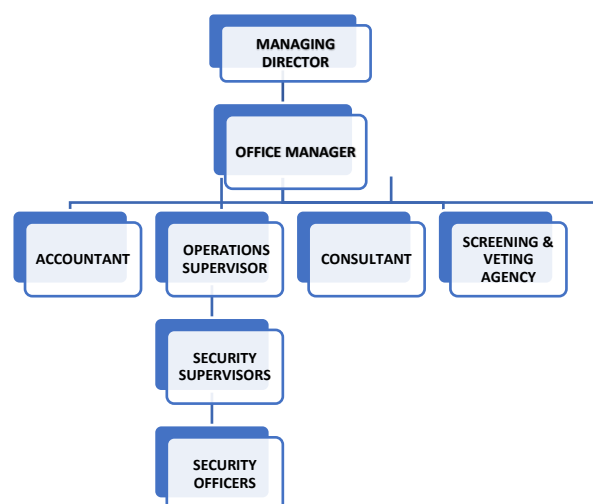 MANAGING
DIRECTOR
OFFICE MANAGER
ACCOUNTANT
OPERATIONS
SUPERVISOR
CONSULTANT
SCREENING &
VETING
AGENCY
SECURITY
SUPERVISORS
SECURITY
OFFICERS